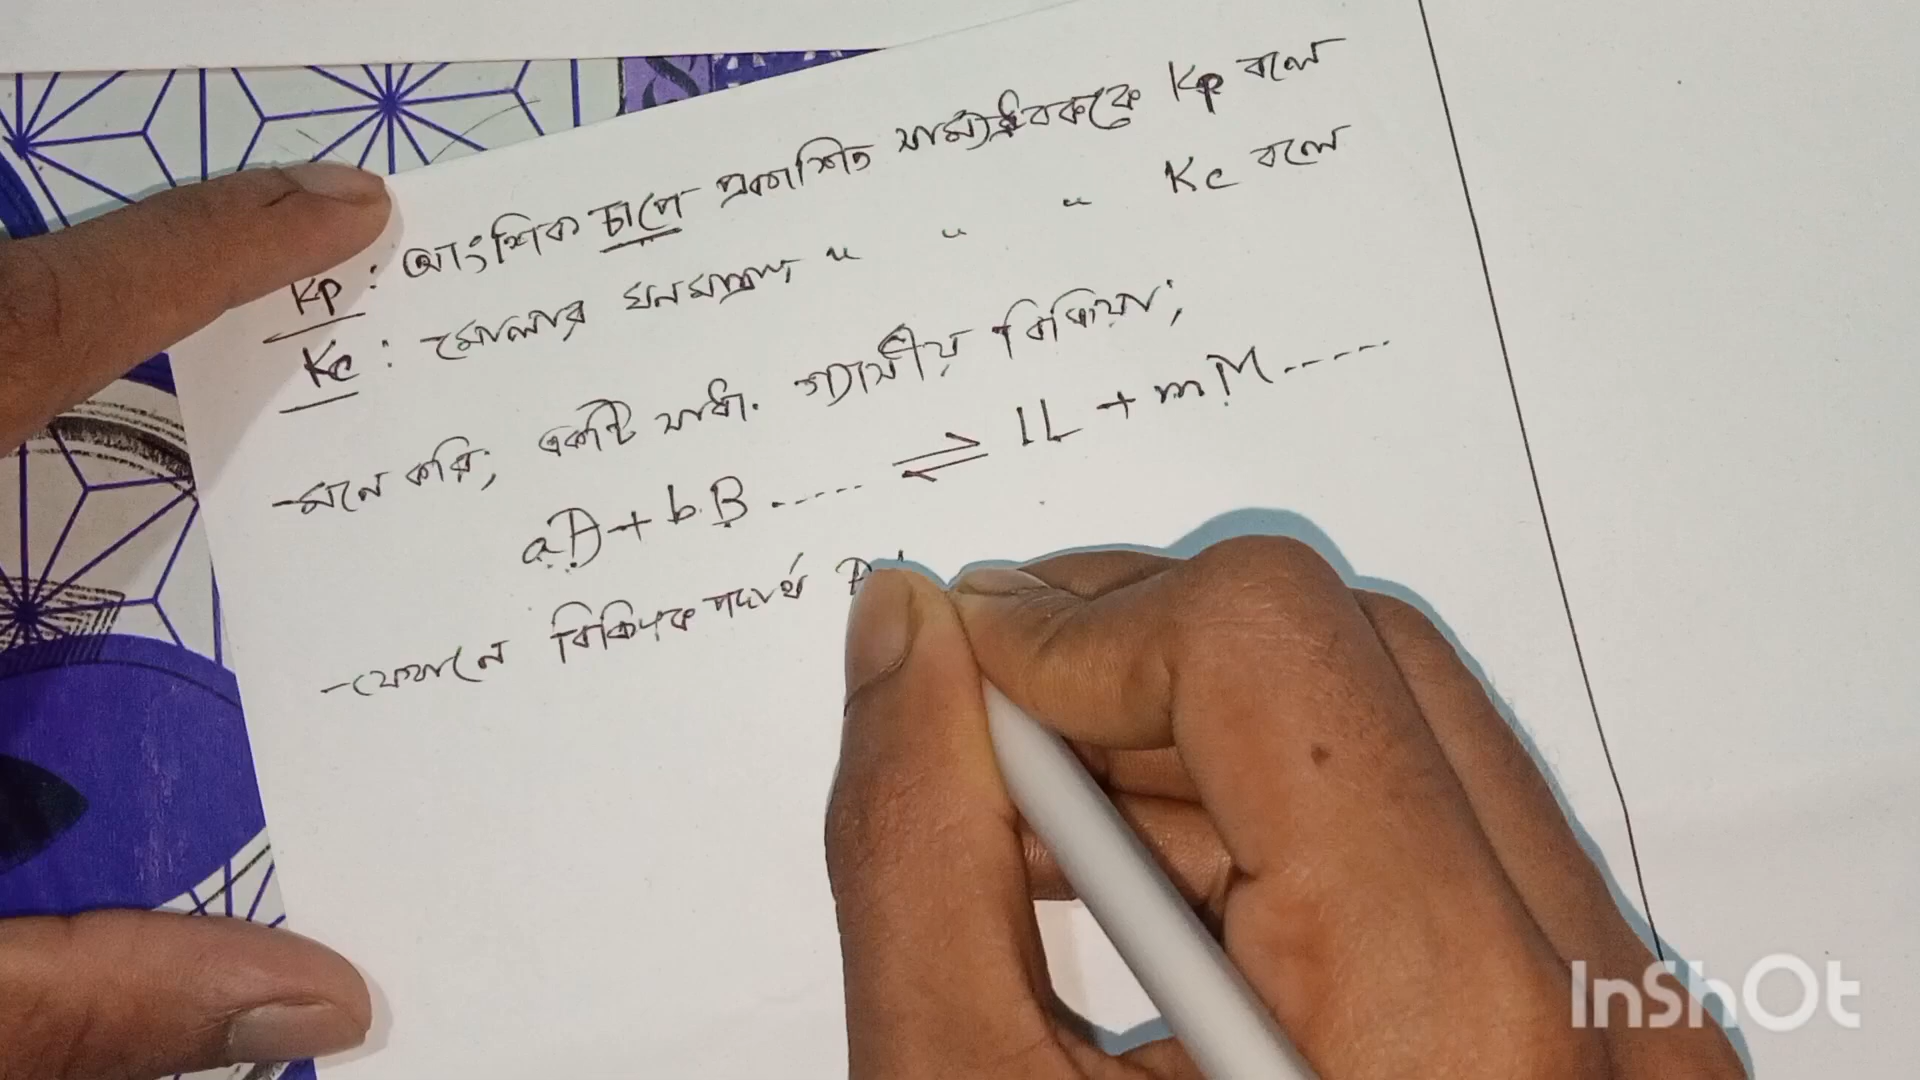 Kp : আংশিক চাপে প্রকাশিত সাম্যধ্রুবককে Kp বলে
Kc : মোলার ঘনমাত্রায় " " " Kc বলে
-মনে করি; একটি সাধা. গ্যাসীয় বিক্রিয়া;
aA + bB ..... ⇌ lL + mM .....
-যেখানে বিক্রিয়ক পদার্থ A
InShOt